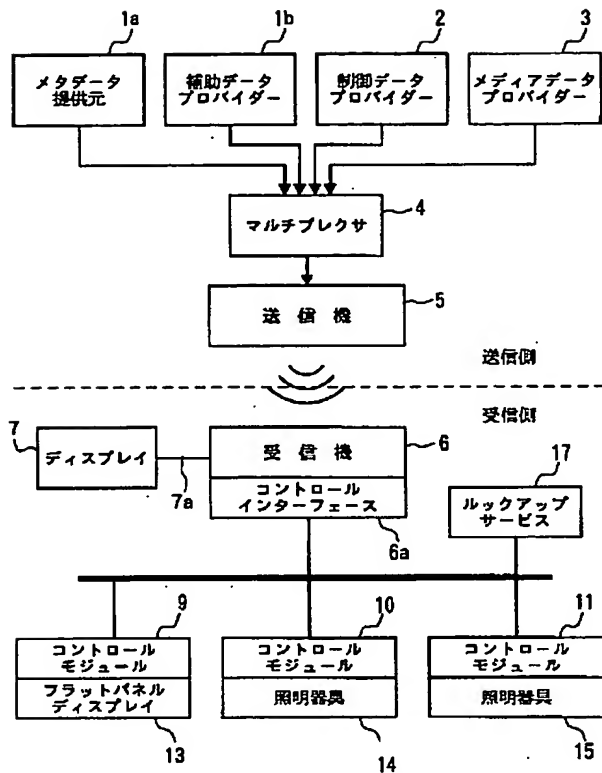 1a
1b
2
3
メタデータ
提供元
補助データ
プロバイダー
制御データ
プロバイダー
メディアデータ
プロバイダー
マルチプレクサ
4
送信機
5
送信側
受信側
7
ディスプレイ
7a
受信機
6
コントロール
インターフェース
6a
17
ルックアップ
サービス
9
コントロール
モジュール
フラットパネル
ディスプレイ
13
10
コントロール
モジュール
照明器具
14
11
コントロール
モジュール
照明器具
15